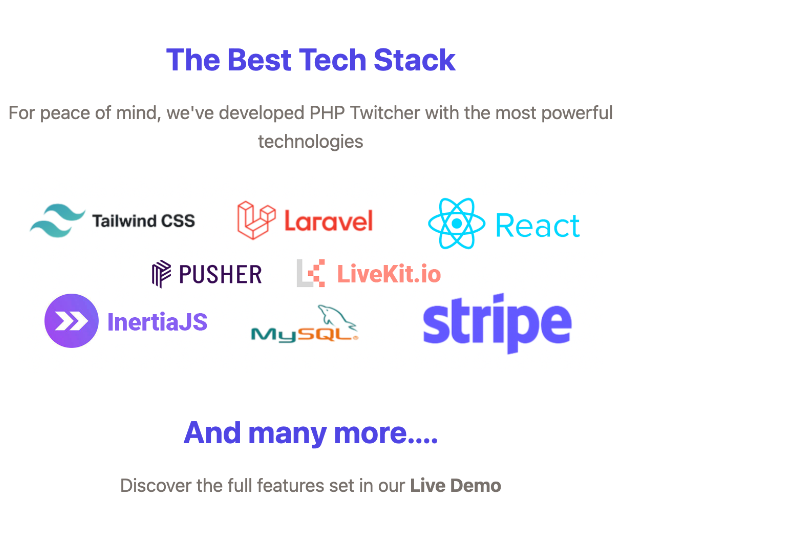 The Best Tech Stack
For peace of mind, we've developed PHP Twitcher with the most powerful
technologies
Tailwind CSS Laravel React
PUSHER LiveKit.io
InertiaJS MySQL® stripe
And many more....
Discover the full features set in our Live Demo